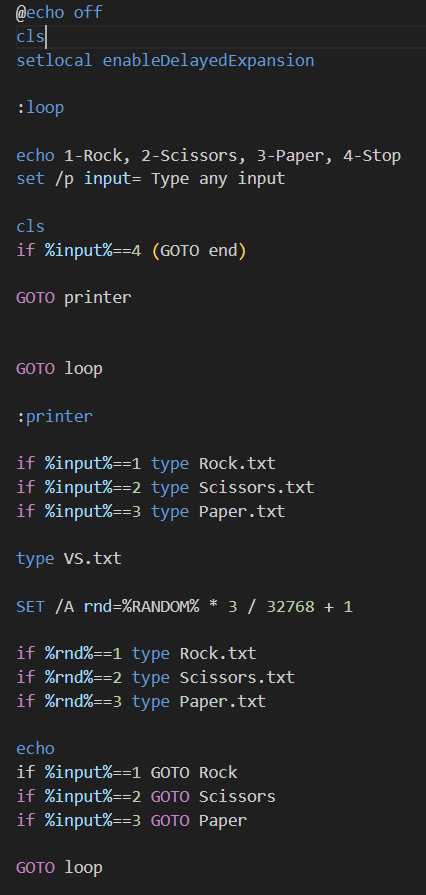 @echo off
cls
setlocal enableDelayedExpansion
:loop
echo 1-Rock, 2-Scissors, 3-Paper, 4-Stop
set /p input= Type any input
cls
if %input%==4 (GOTO end)
GOTO printer
GOTO loop
:printer
if %input%==1 type Rock.txt
if %input%==2 type Scissors.txt
if %input%==3 type Paper.txt
type VS.txt
SET /A rnd=%RANDOM% * 3 / 32768 + 1
if %rnd%==1 type Rock.txt
if %rnd%==2 type Scissors.txt
if %rnd%==3 type Paper.txt
echo
if %input%==1 GOTO Rock
if %input%==2 GOTO Scissors
if %input%==3 GOTO Paper
GOTO loop